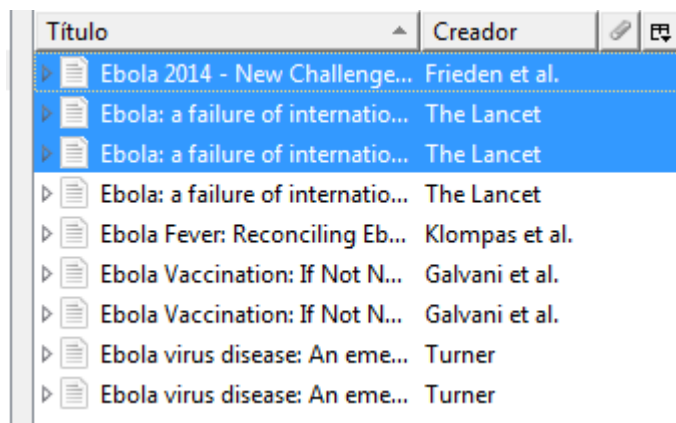 Título Creador
Ebola 2014 - New Challenge... Frieden et al.
Ebola: a failure of internatio... The Lancet
Ebola: a failure of internatio... The Lancet
Ebola: a failure of internatio... The Lancet
Ebola Fever: Reconciling Eb... Klompas et al.
Ebola Vaccination: If Not N... Galvani et al.
Ebola Vaccination: If Not N... Galvani et al.
Ebola virus disease: An eme... Turner
Ebola virus disease: An eme... Turner